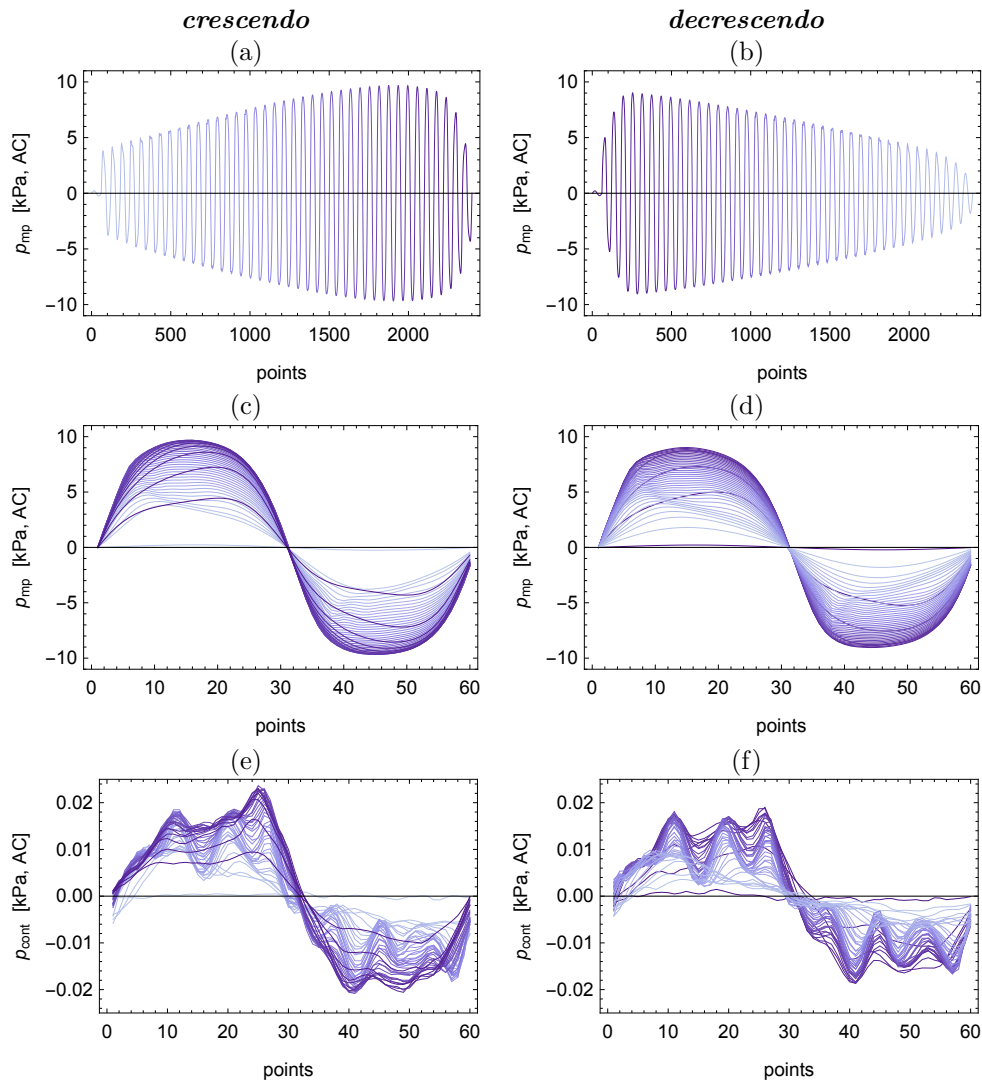 crescendo
decrescendo
(a)
(b)
10
5
0
−5
−10
p_mp [kPa, AC]
0 500 1000 1500 2000
points
10
5
0
−5
−10
p_mp [kPa, AC]
0 500 1000 1500 2000
points
(c)
(d)
10
5
0
−5
−10
p_mp [kPa, AC]
0 10 20 30 40 50 60
points
10
5
0
−5
−10
p_mp [kPa, AC]
0 10 20 30 40 50 60
points
(e)
(f)
0.02
0.01
0.00
−0.01
−0.02
p_cont [kPa, AC]
0 10 20 30 40 50 60
points
0.02
0.01
0.00
−0.01
−0.02
p_cont [kPa, AC]
0 10 20 30 40 50 60
points